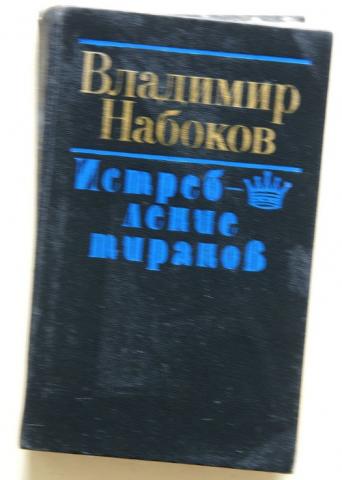 Владимир
Набоков
Истреб-
ление
тиранов